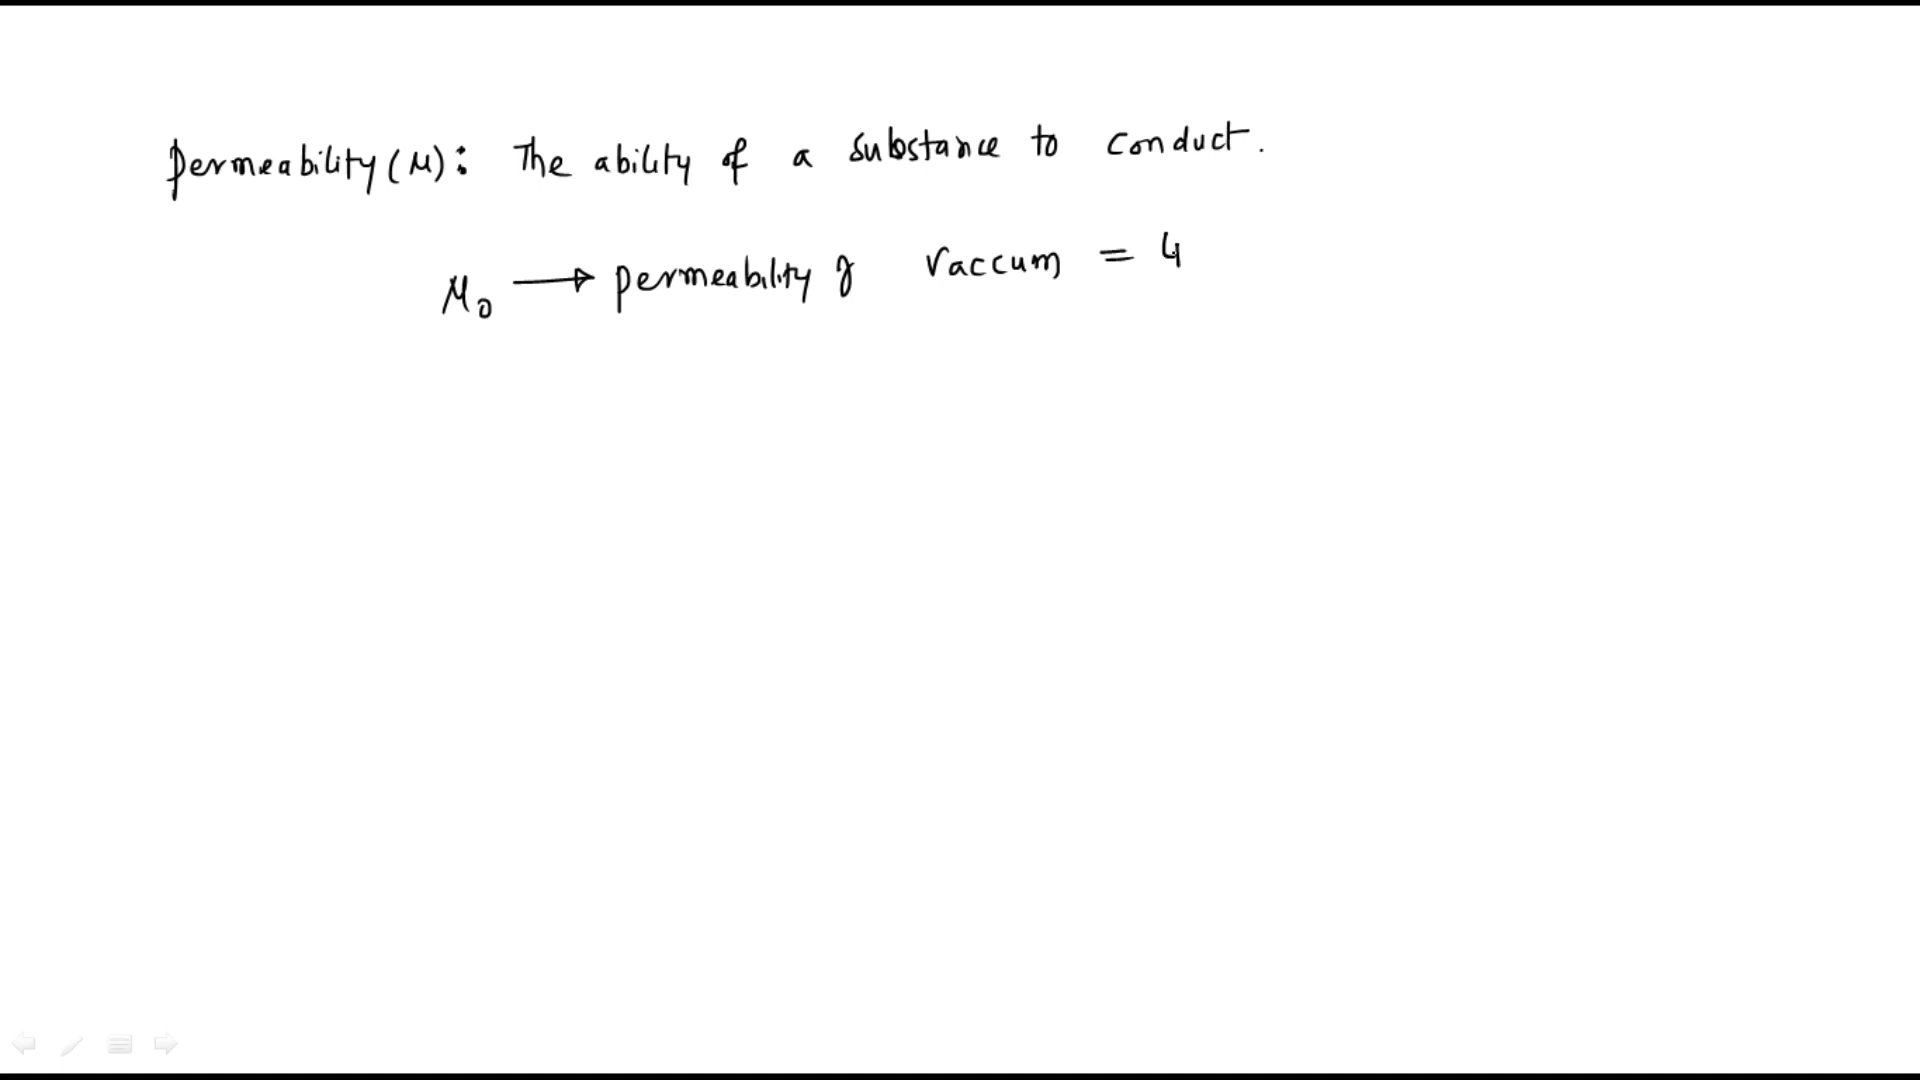 permeability (μ): The ability of a substance to conduct.
μ₀ → permeability of vaccum = 4